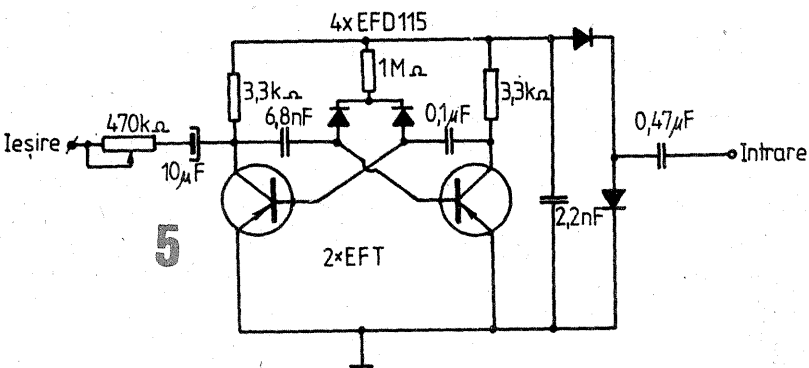 4xEFD115
1MΩ
3,3kΩ
3,3kΩ
6,8nF
0,1μF
470kΩ
0,47μF
Ieşire
Intrare
10μF
2,2nF
5
2xEFT